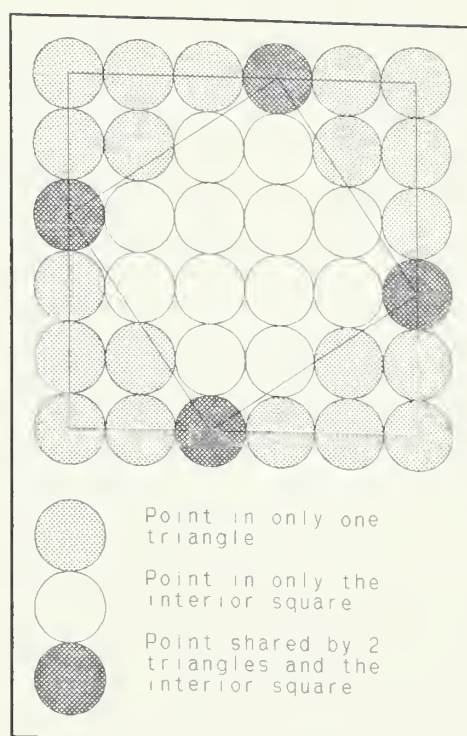 Point in only one
triangle
Point in only the
interior square
Point shared by 2
triangles and the
interior square